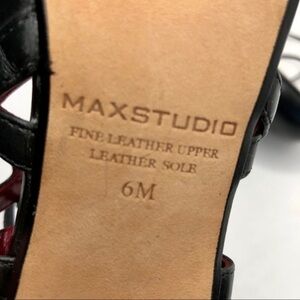 MAXSTUDIO
FINE LEATHER UPPER
LEATHER SOLE
6M